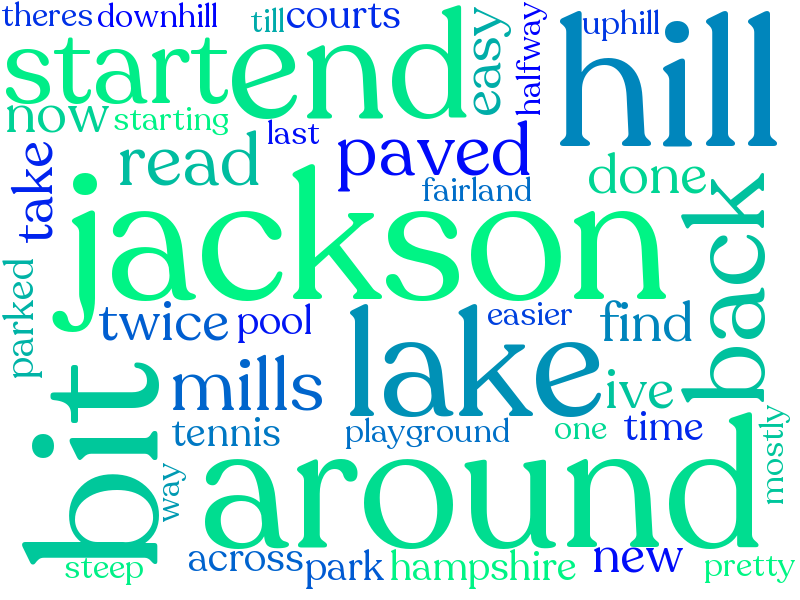 theres downhill till courts easy halfway uphill
start end hill
now starting last
take read paved done
fairland
jackson back
parked twice pool easier find
lake
bit mills ive
tennis playground one time mostly
way around
steep across park hampshire new pretty